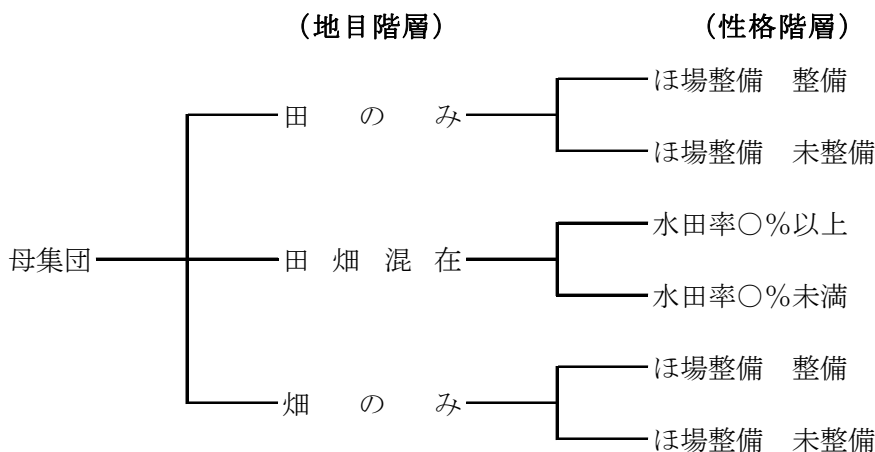 （地目階層）　（性格階層）
ほ場整備　整備
田のみ
ほ場整備　未整備
水田率○％以上
母集団　田畑混在
水田率○％未満
ほ場整備　整備
畑のみ
ほ場整備　未整備